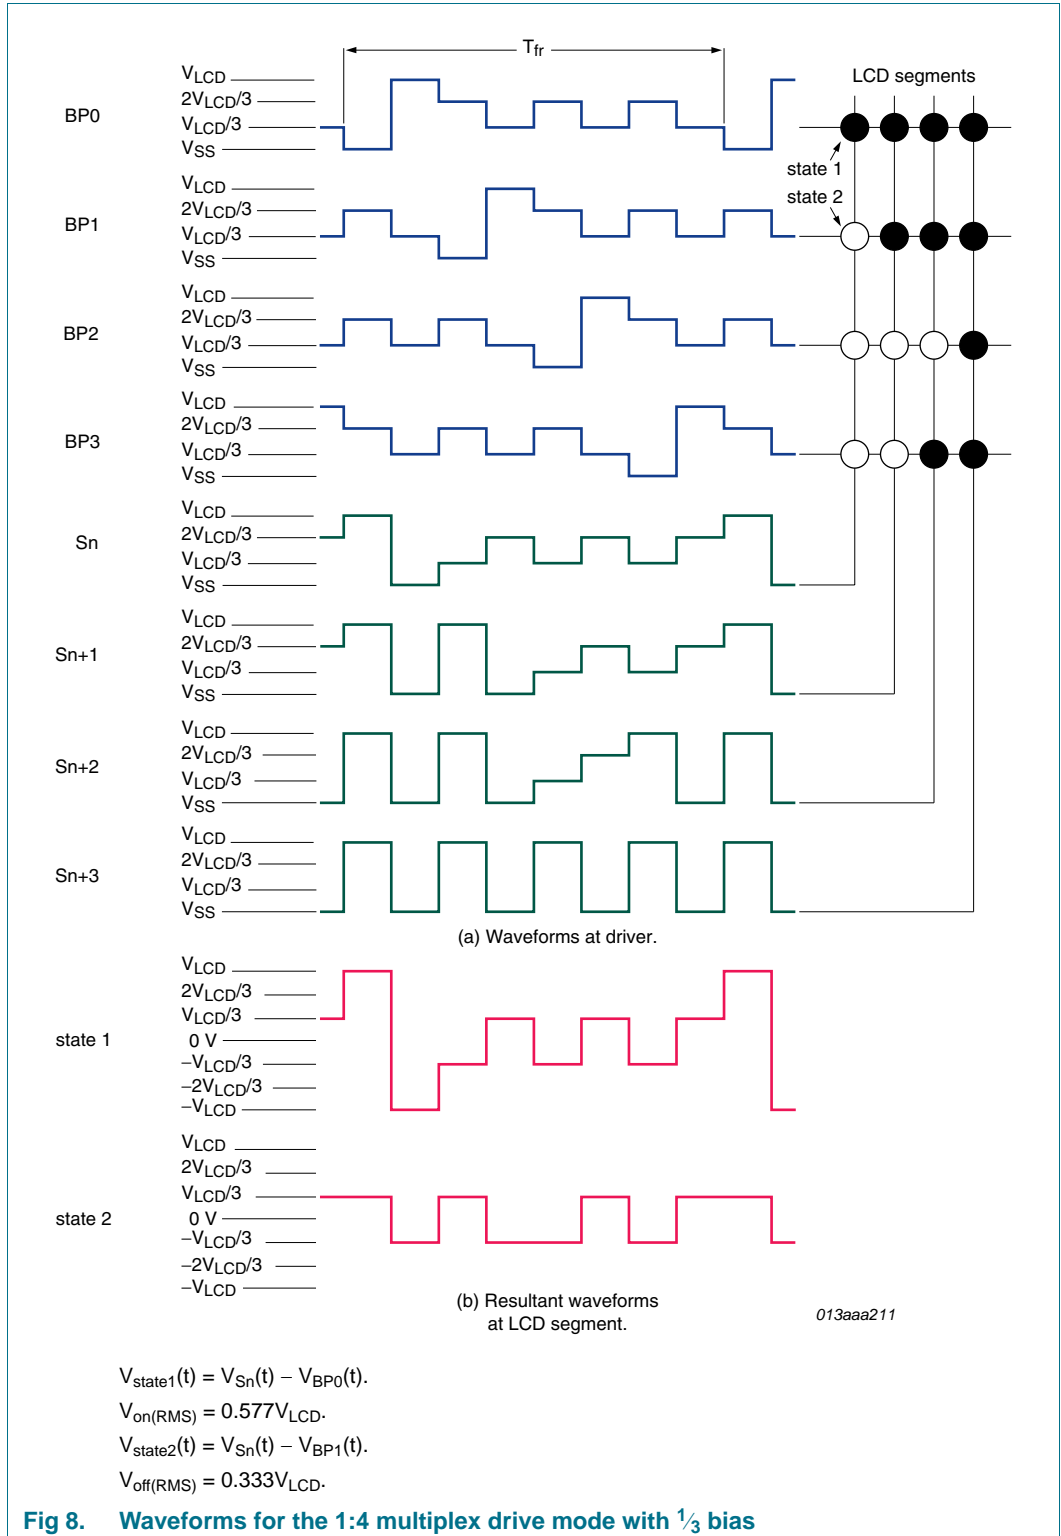 Tfr
LCD segments
BP0
VLCD
2VLCD/3
VLCD/3
VSS
state 1
state 2
BP1
VLCD
2VLCD/3
VLCD/3
VSS
BP2
VLCD
2VLCD/3
VLCD/3
VSS
BP3
VLCD
2VLCD/3
VLCD/3
VSS
Sn
VLCD
2VLCD/3
VLCD/3
VSS
Sn+1
VLCD
2VLCD/3
VLCD/3
VSS
Sn+2
VLCD
2VLCD/3
VLCD/3
VSS
Sn+3
VLCD
2VLCD/3
VLCD/3
VSS
(a) Waveforms at driver.
state 1
VLCD
2VLCD/3
VLCD/3
0 V
−VLCD/3
−2VLCD/3
−VLCD
state 2
VLCD
2VLCD/3
VLCD/3
0 V
−VLCD/3
−2VLCD/3
−VLCD
(b) Resultant waveforms
at LCD segment.
013aaa211
Vstate1(t) = VSn(t) − VBP0(t).
Von(RMS) = 0.577VLCD.
Vstate2(t) = VSn(t) − VBP1(t).
Voff(RMS) = 0.333VLCD.
Fig 8. Waveforms for the 1:4 multiplex drive mode with 1⁄3 bias